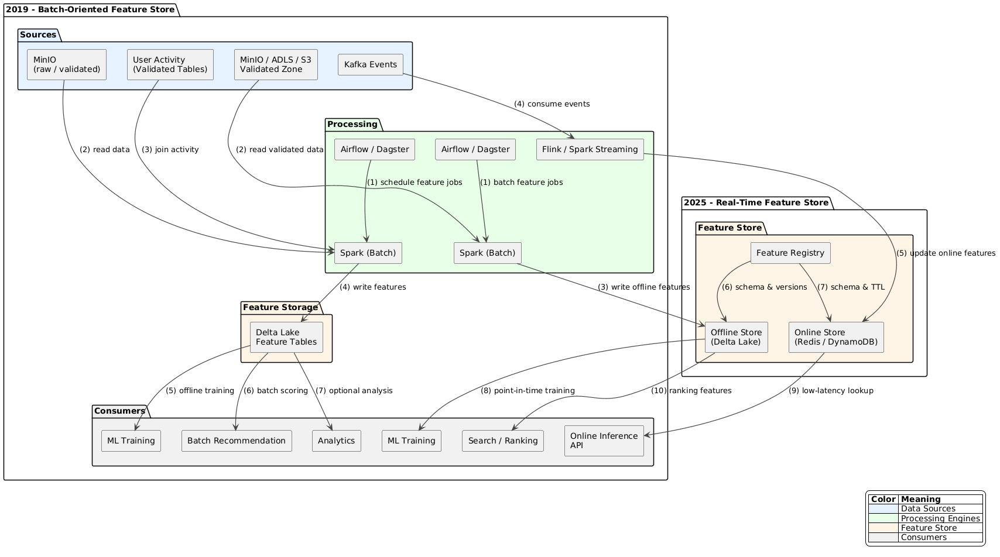 2019 - Batch-Oriented Feature Store
Sources
MinIO
(raw / validated)
User Activity
(Validated Tables)
MinIO / ADLS / S3
Validated Zone
Kafka Events
(4) consume events
Processing
Airflow / Dagster
Airflow / Dagster
Flink / Spark Streaming
(2) read data
(3) join activity
(2) read validated data
(1) schedule feature jobs
(1) batch feature jobs
2025 - Real-Time Feature Store
Feature Store
Feature Registry
(5) update online features
Spark (Batch)
Spark (Batch)
(4) write features
(3) write offline features
(6) schema & versions
(7) schema & TTL
Feature Storage
Delta Lake
Feature Tables
Offline Store
(Delta Lake)
Online Store
(Redis / DynamoDB)
(5) offline training
(6) batch scoring
(7) optional analysis
(8) point-in-time training
(10) ranking features
(9) low-latency lookup
Consumers
ML Training
Batch Recommendation
Analytics
ML Training
Search / Ranking
Online Inference
API
Color Meaning
Data Sources
Processing Engines
Feature Store
Consumers